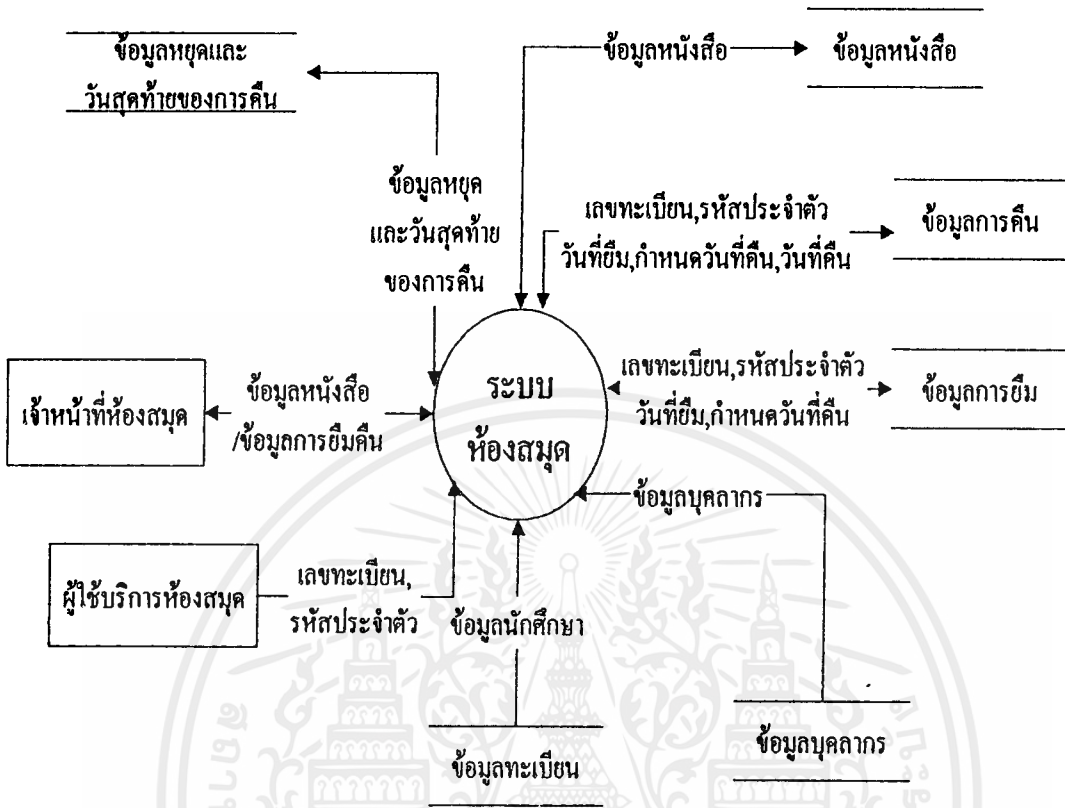 ข้อมูลหยุดและ
วันสุดท้ายของการคืน
ข้อมูลหนังสือ
ข้อมูลหนังสือ
ข้อมูลหยุด
และวันสุดท้าย
ของการคืน
เลขทะเบียน,รหัสประจำตัว
วันที่ยืม,กำหนดวันที่คืน,วันที่คืน
ข้อมูลการคืน
เจ้าหน้าที่ห้องสมุด
ข้อมูลหนังสือ
/ข้อมูลการยืมคืน
ระบบ
ห้องสมุด
เลขทะเบียน,รหัสประจำตัว
วันที่ยืม,กำหนดวันที่คืน
ข้อมูลการยืม
ข้อมูลบุคลากร
ผู้ใช้บริการห้องสมุด
เลขทะเบียน,
รหัสประจำตัว
ข้อมูลนักศึกษา
ข้อมูลทะเบียน
ข้อมูลบุคลากร